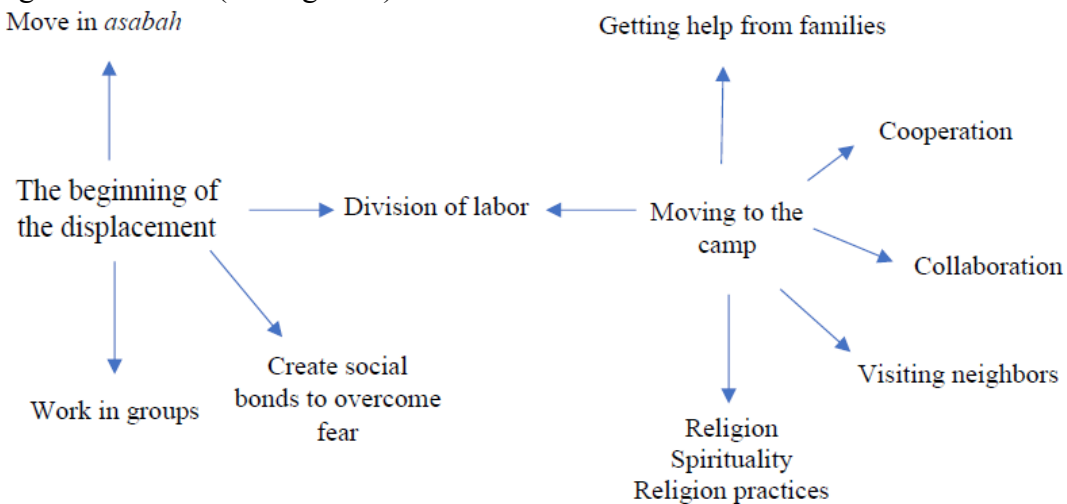 Move in asabah
Getting help from families
Cooperation
The beginning of
the displacement
Division of labor
Moving to the
camp
Collaboration
Create social
bonds to overcome
fear
Visiting neighbors
Work in groups
Religion
Spirituality
Religion practices